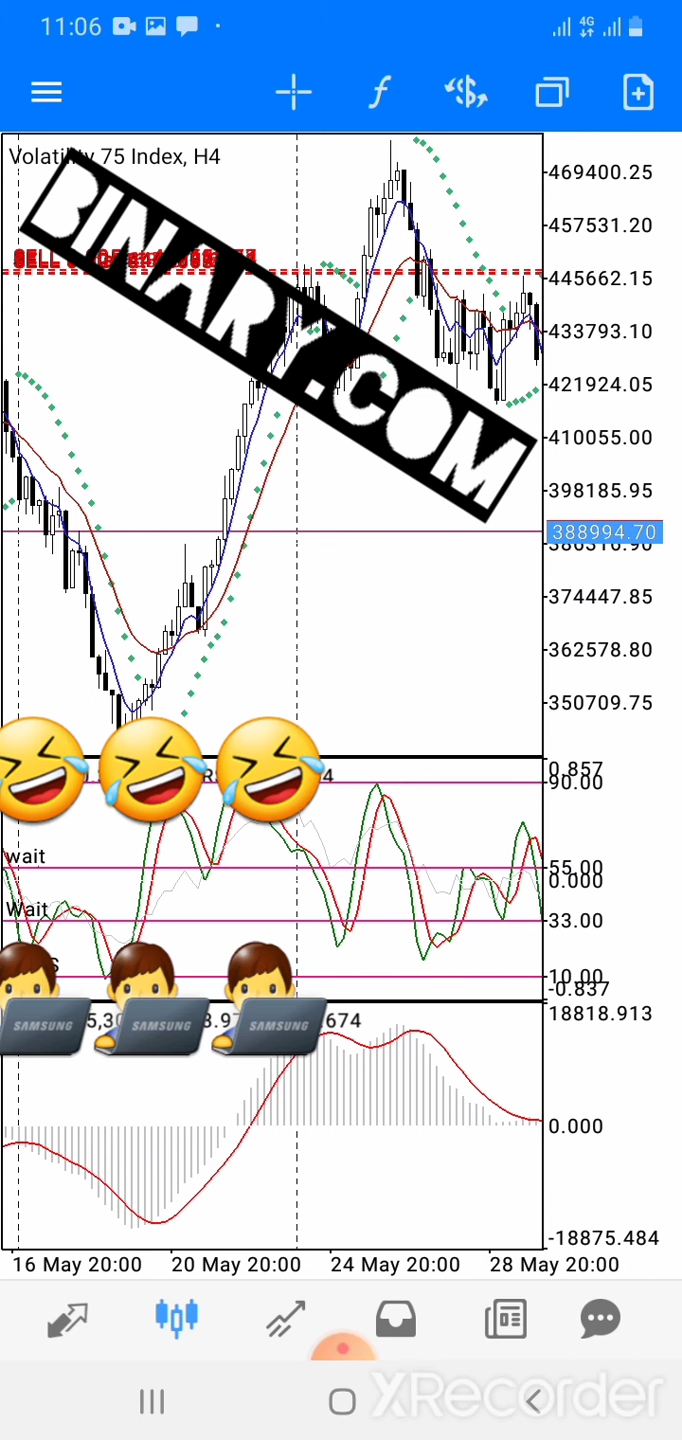 11:06
4G
Volatility 75 Index, H4
469400.25
457531.20
445662.15
433793.10
421924.05
410055.00
398185.95
388994.70
374447.85
362578.80
350709.75
SELL
BINARY.COM
0.857
90.00
4
wait
55.00
0.000
Wait
33.00
S
10.00
-0.837
SAMSUNG
SAMSUNG
SAMSUNG
674
18818.913
0.000
-18875.484
16 May 20:00
20 May 20:00
24 May 20:00
28 May 20:00
XRecorder